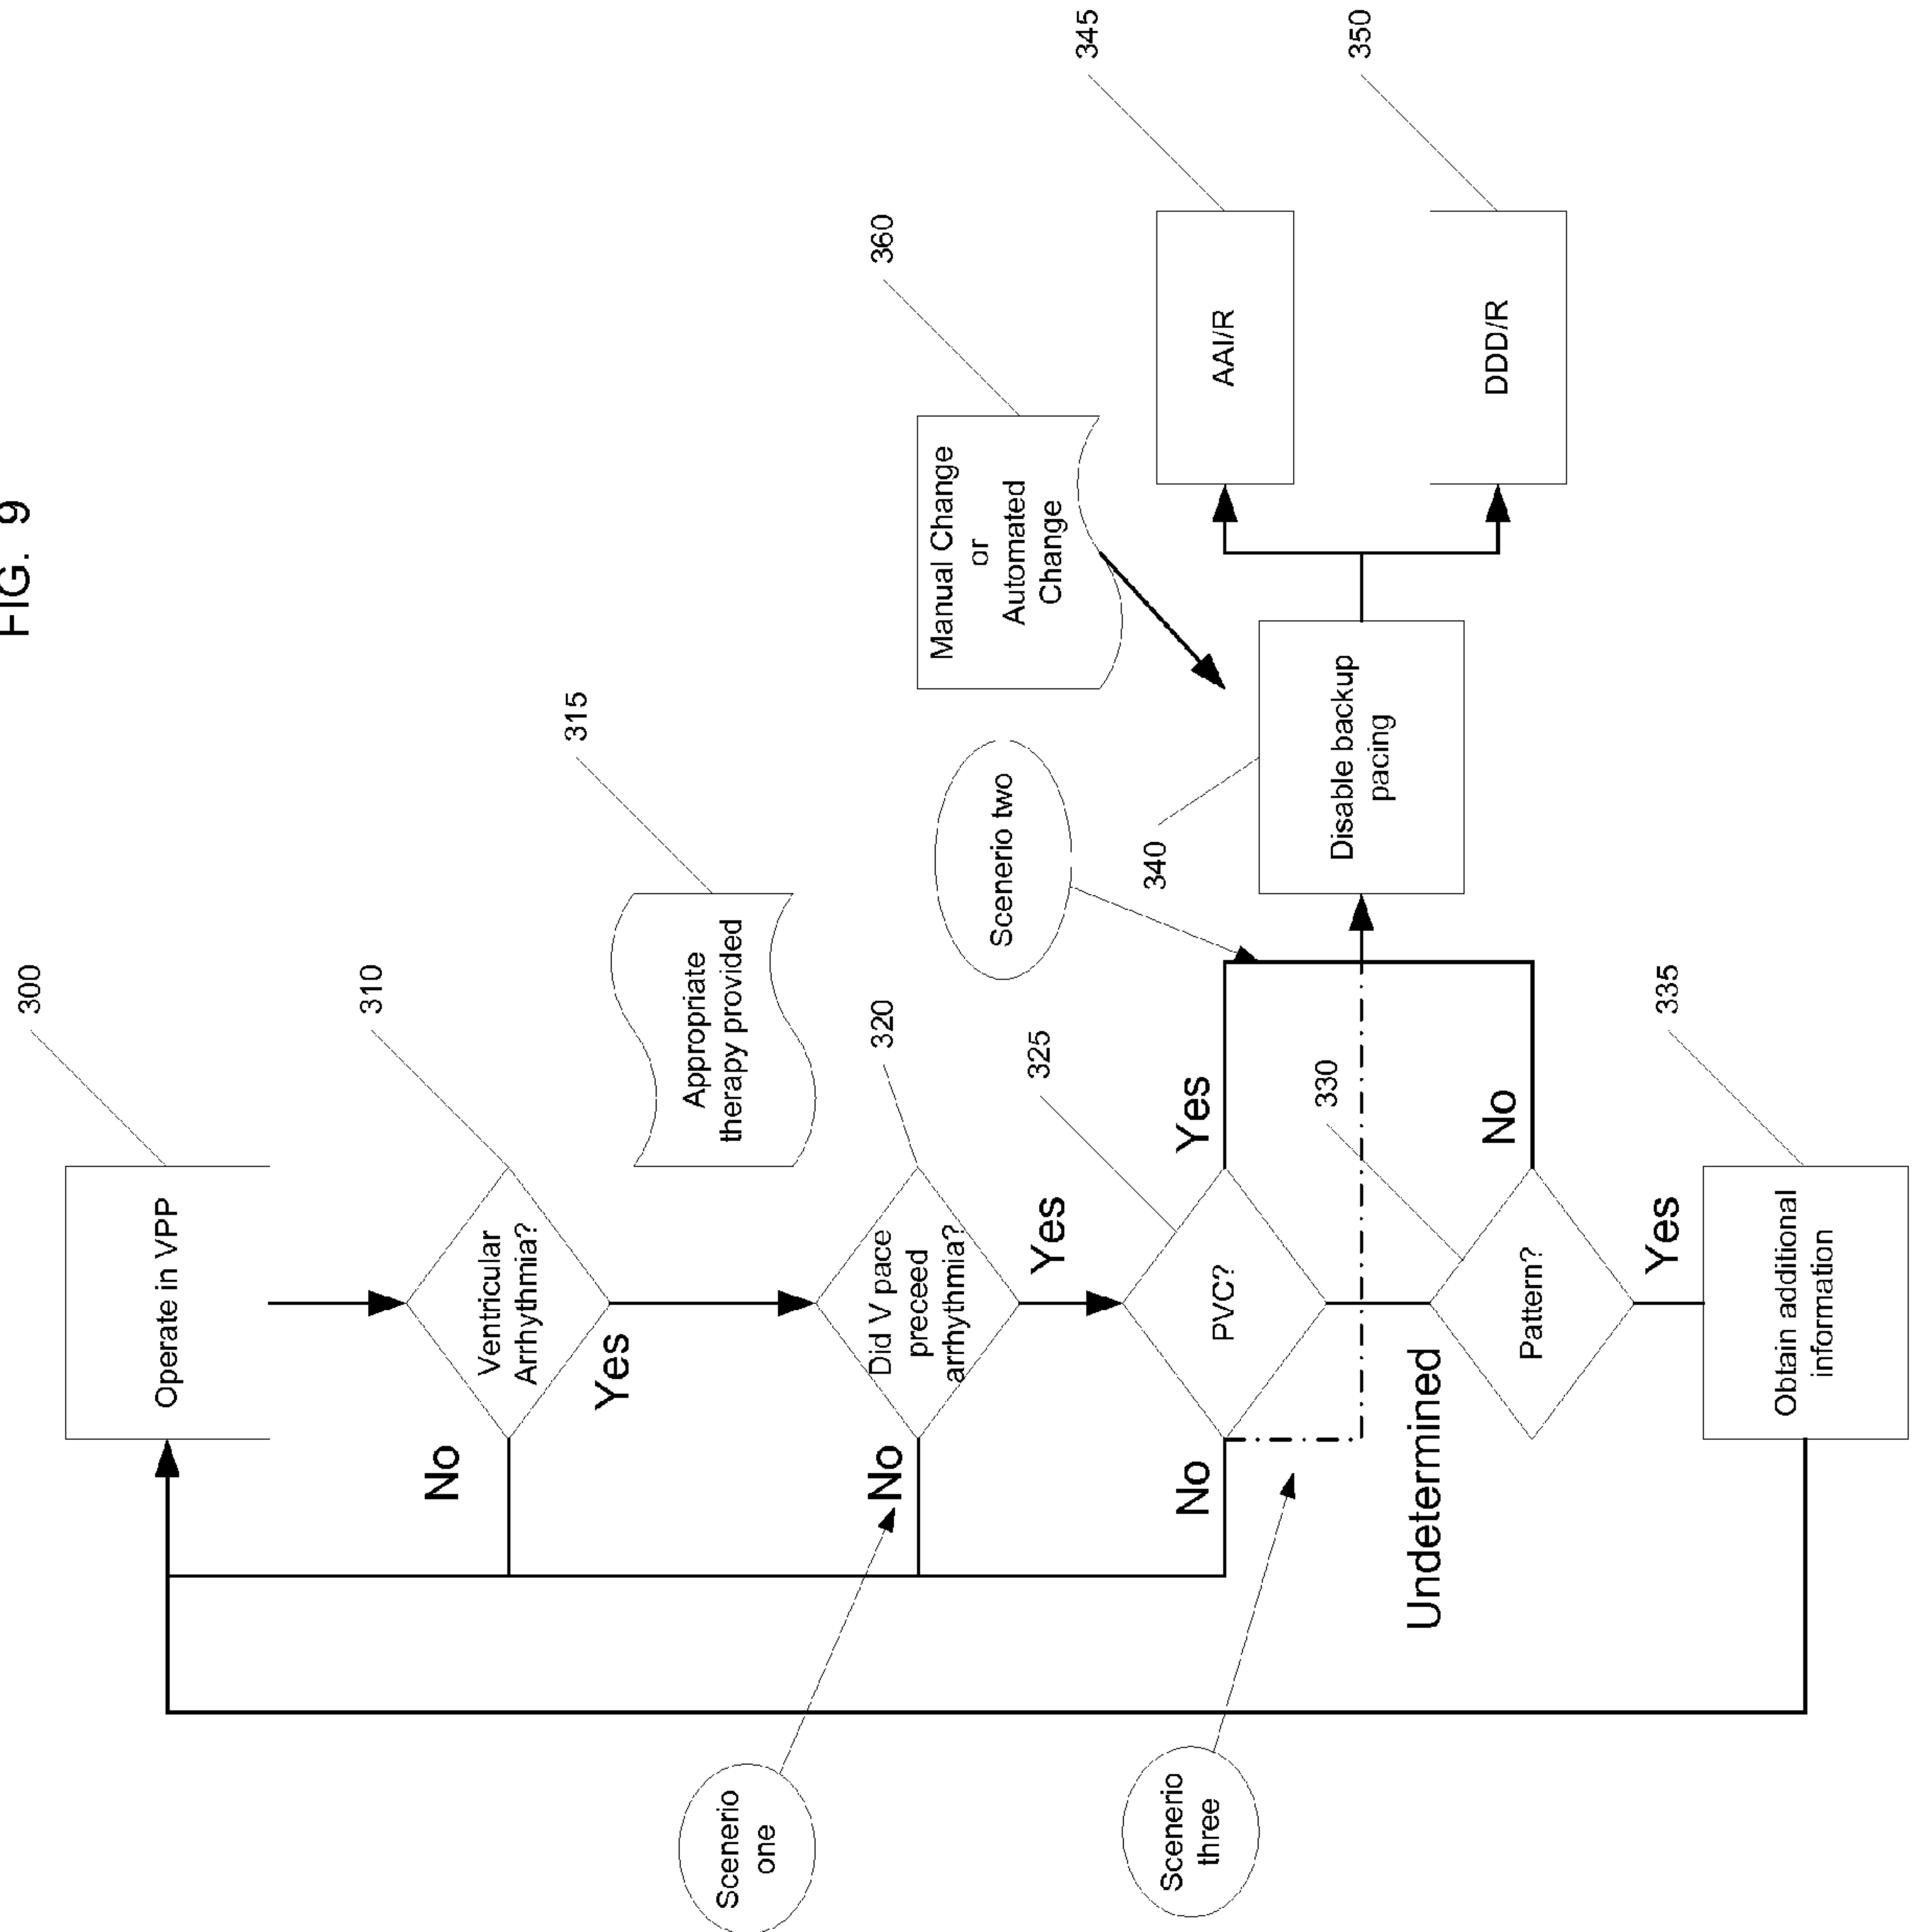 FIG. 9
300
Operate in VPP
310
Ventricular
Arrhythmia?
No
Yes
315
Appropriate
therapy provided
320
Did V pace
preceed
arrhythmia?
No
Yes
Scenerio
one
325
PVC?
No
Yes
Undetermined
Scenerio
three
Scenerio two
330
Pattern?
No
Yes
335
Obtain additional
information
340
Disable backup
pacing
360
Manual Change
or
Automated
Change
345
AAI/R
350
DDD/R